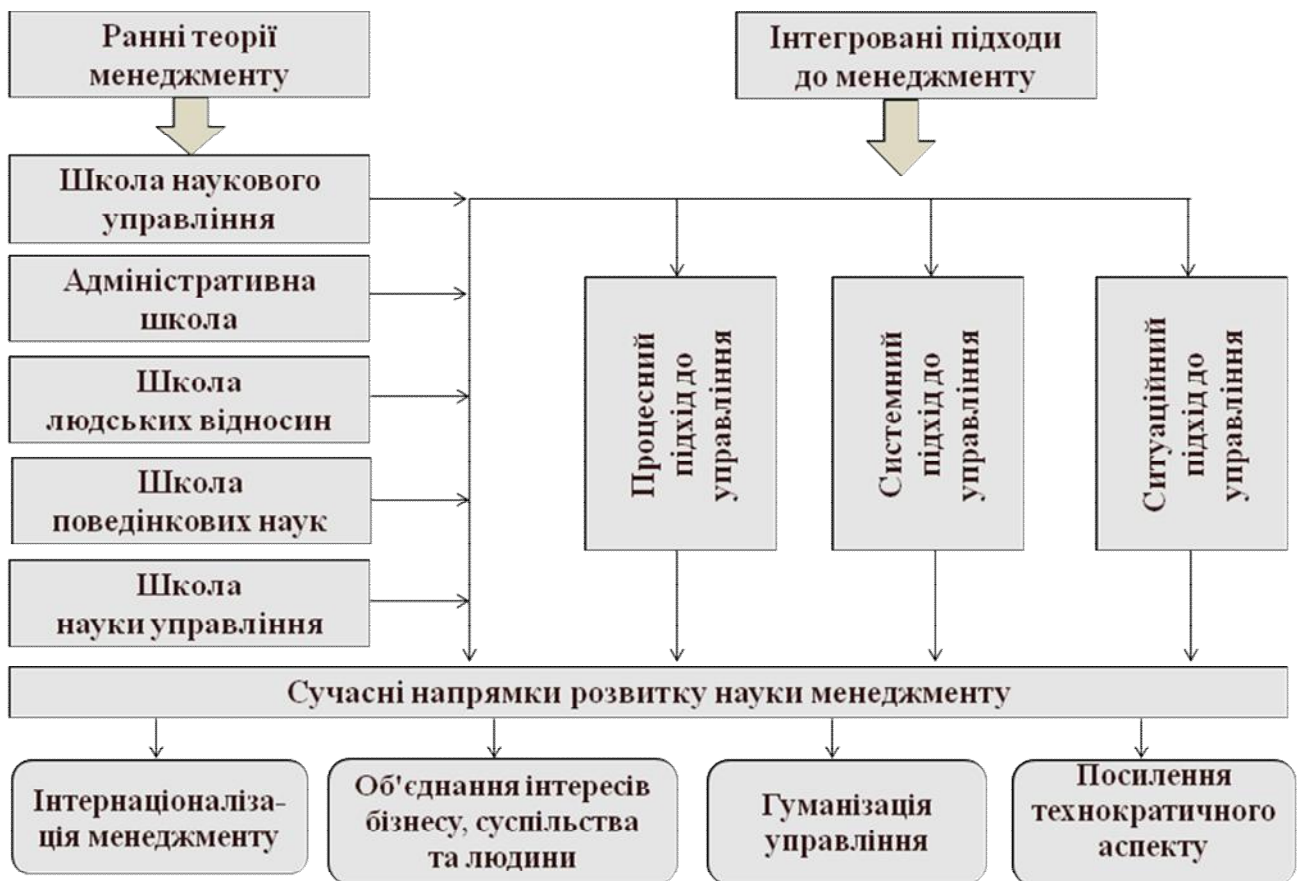 Ранні теорії
менеджменту
Інтегровані підходи
до менеджменту
Школа наукового
управління
Адміністративна
школа
Школа
людських відносин
Школа
поведінкових наук
Школа
науки управління
Процесний
підхід до
управління
Системний
підхід до
управління
Ситуаційний
підхід до
управління
Сучасні напрямки розвитку науки менеджменту
Інтернаціоналіза-
ція менеджменту
Об'єднання інтересів
бізнесу, суспільства
та людини
Гуманізація
управління
Посилення
технократичного
аспекту